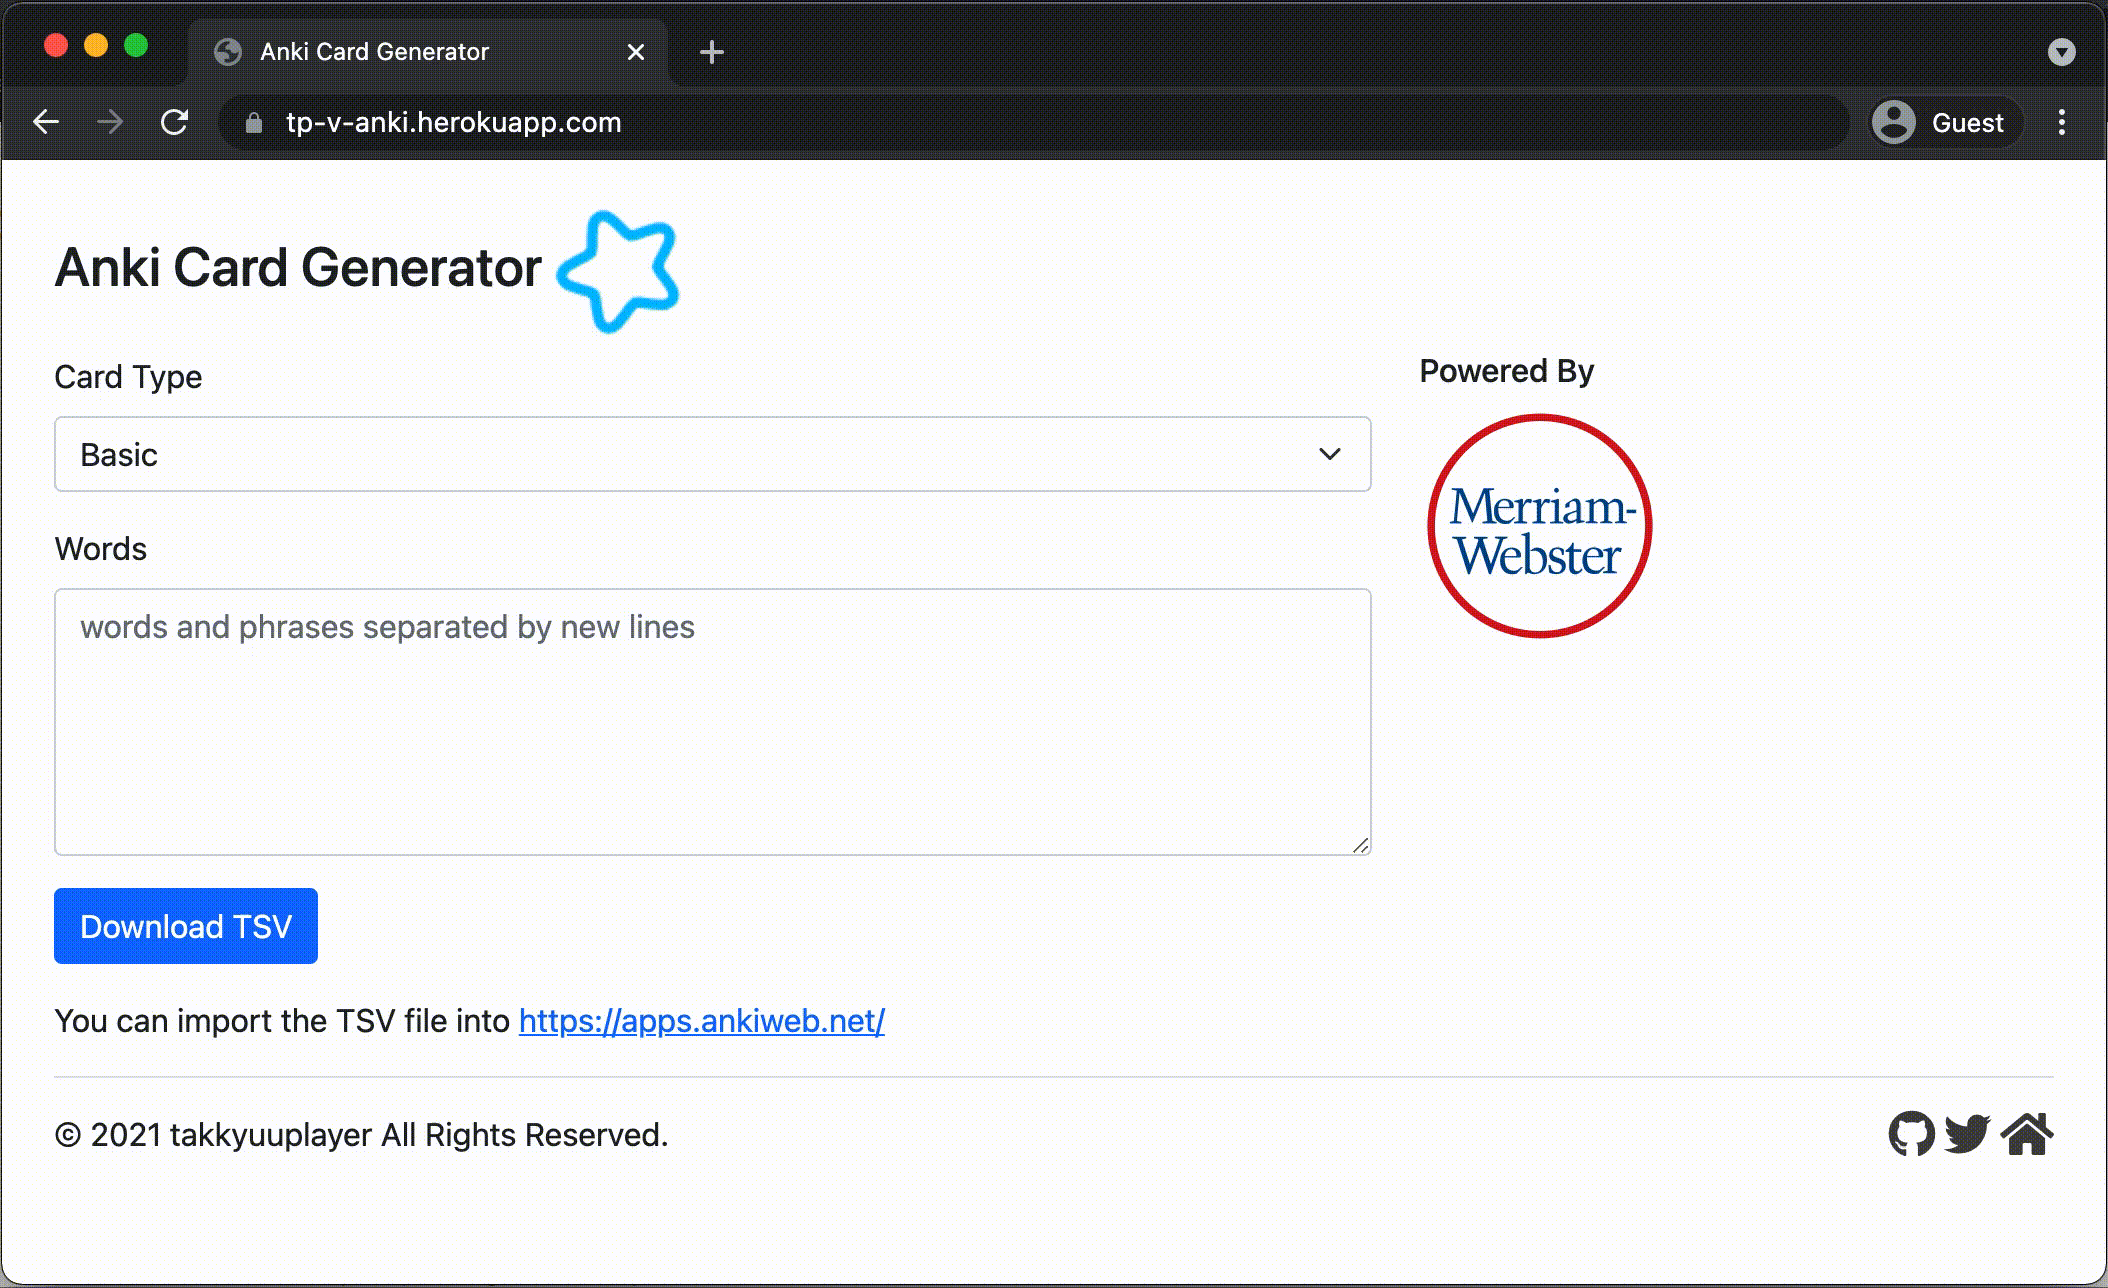 Anki Card Generator
tp-v-anki.herokuapp.com
Guest
Anki Card Generator
Card Type
Basic
Words
words and phrases separated by new lines
Download TSV
You can import the TSV file into https://apps.ankiweb.net/
Powered By
Merriam-
Webster
© 2021 takkyuuplayer All Rights Reserved.